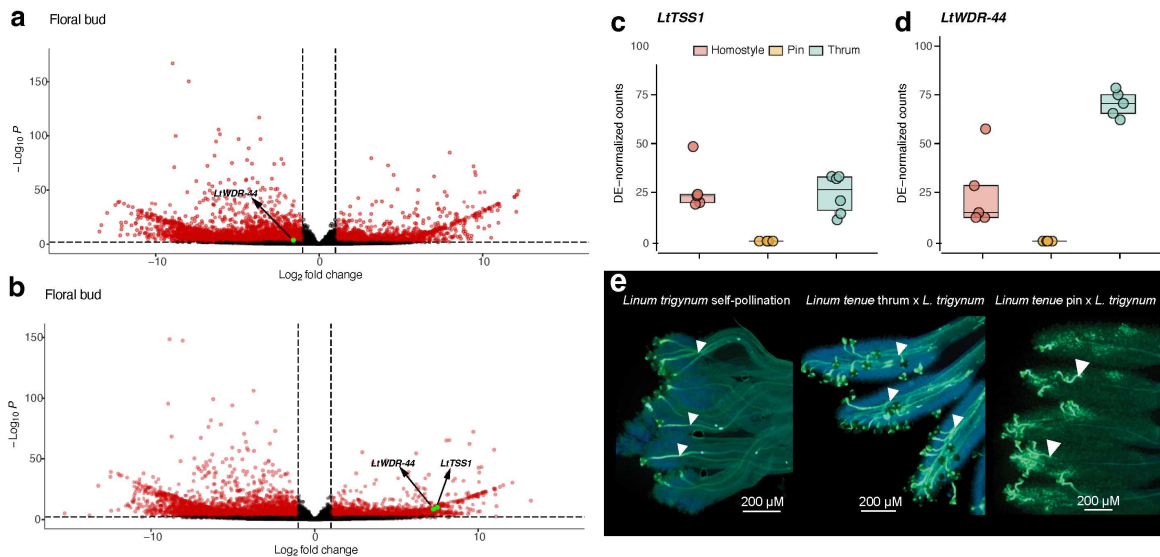 a
Floral bud
150
100
50
0
−Log10 P
LtWDR-44
−10
0
10
Log2 fold change
b
Floral bud
150
100
50
0
−Log10 P
LtWDR-44
LtTSS1
−10
0
10
Log2 fold change
c
LtTSS1
Homostyle
Pin
Thrum
100
75
50
25
0
DE−normalized counts
d
LtWDR-44
100
75
50
25
0
DE−normalized counts
e
Linum trigynum self-pollination
Linum tenue thrum x L. trigynum
Linum tenue pin x L. trigynum
200 µM
200 µM
200 µM